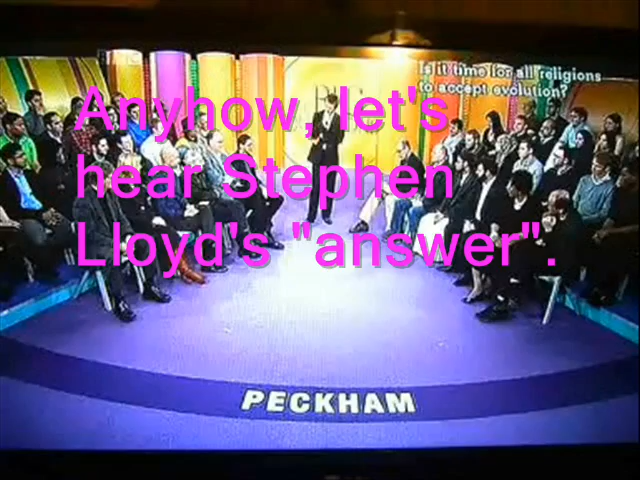 Is it time for all religions
to accept evolution?
Anyhow, let's
hear Stephen
Lloyd's "answer".
PECKHAM